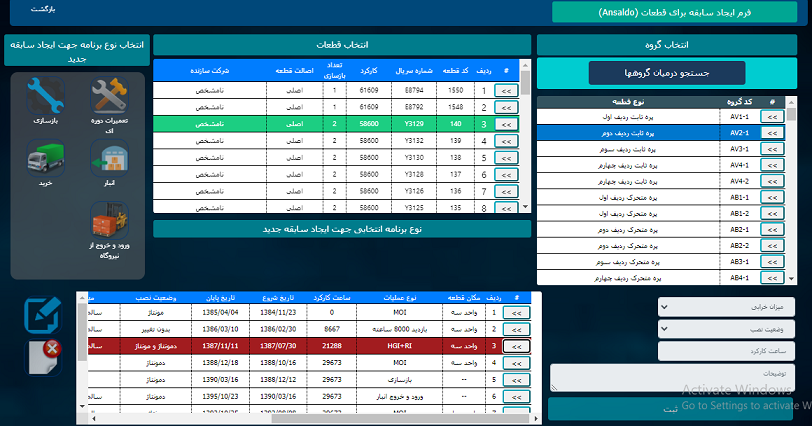 بازگشت
فرم ایجاد سابقه برای قطعات (Ansaldo)
انتخاب گروه
جستجو درمیان گروهها
# کد گروه نوع قطعه
<< AV1-1 پره ثابت ردیف اول
<< AV2-1 پره ثابت ردیف دوم
<< AV3-1 پره ثابت ردیف سوم
<< AV4-1 پره ثابت ردیف چهارم
<< AV4-2 پره ثابت ردیف چهارم
<< AB1-1 پره متحرک ردیف اول
<< AB1-2 پره متحرک ردیف اول
<< AB2-1 پره متحرک ردیف دوم
<< AB2-2 پره متحرک ردیف دوم
<< AB3-1 پره متحرک ردیف سوم
<< AB4-1 پره متحرک ردیف چهارم
انتخاب قطعات
# ردیف کد قطعه شماره سریال کارکرد تعداد بازسازی اصالت قطعه شرکت سازنده
<< 1 1550 E8794 61609 1 اصلی نامشخص
<< 2 1548 E8792 61609 1 اصلی نامشخص
<< 3 140 Y3129 58600 2 اصلی نامشخص
<< 4 139 Y3132 58600 2 اصلی نامشخص
<< 5 138 Y3130 58600 2 اصلی نامشخص
<< 6 137 Y3128 58600 2 اصلی نامشخص
<< 7 136 Y3126 58600 2 اصلی نامشخص
<< 8 135 Y3125 58600 2 اصلی نامشخص
انتخاب نوع برنامه جهت ایجاد سابقه
جدید
تعمیرات دوره
ای
بازسازی
انبار
خرید
ورود و خروج از
نیروگاه
نوع برنامه انتخابی جهت ایجاد سابقه جدید
# ردیف مکان قطعه نوع عملیات ساعت کارکرد تاریخ شروع تاریخ پایان وضعیت نصب
<< 1 واحد سه MOI 0 1384/11/23 1385/04/04 مونتاژ ساله
<< 2 واحد سه بازدید 8000 ساعته 8667 1386/02/30 1386/03/10 بدون تغییر ساله
<< 3 واحد سه HGI+RI 21288 1387/07/30 1387/11/11 دمونتاژ و مونتاژ ساله
<< 4 واحد سه MOI 29673 1388/10/16 1388/12/18 دمونتاژ
<< 5 -- بازسازی 29673 1388/12/12 1390/03/16 دمونتاژ ساله
<< 6 -- ورود و خروج انبار 29673 1390/03/16 1395/10/23 دمونتاژ ساله
میزان خرابی
وضعیت نصب
ساعت کارکرد
توضیحات
ثبت
Activate Windows
Go to Settings to activate W